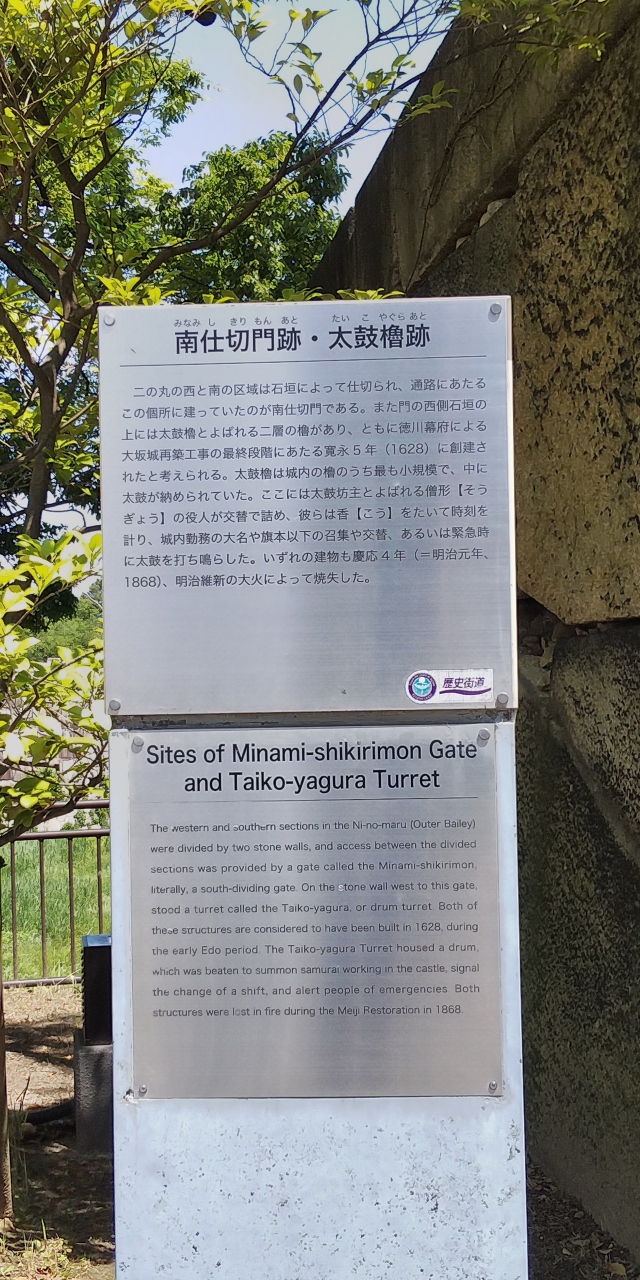 みなみ し きり もん あと たい こ やぐら あと
南仕切門跡・太鼓櫓跡
二の丸の西と南の区域は石垣によって仕切られ、通路にあたる
この個所に建っていたのが南仕切門である。また門の西側石垣の
上には太鼓櫓とよばれる二層の櫓があり、ともに徳川幕府による
大坂城再築工事の最終段階にあたる寛永5年（1628）に創建さ
れたと考えられる。太鼓櫓は城内の櫓のうち最も小規模で、中に
太鼓が納められていた。ここには太鼓坊主とよばれる僧形【そう
ぎょう】の役人が交替で詰め、彼らは香【こう】をたいて時刻を
計り、城内勤務の大名や旗本以下の召集や交替、あるいは緊急時
に太鼓を打ち鳴らした。いずれの建物も慶応4年（＝明治元年、
1868）、明治維新の大火によって焼失した。
歴史街道
Sites of Minami-shikirimon Gate
and Taiko-yagura Turret
The western and southern sections in the Ni-no-maru (Outer Bailey)
were divided by two stone walls, and access between the divided
sections was provided by a gate called the Minami-shikirimon,
literally, a south-dividing gate. On the stone wall west to this gate,
stood a turret called the Taiko-yagura, or drum turret. Both of
these structures are considered to have been built in 1628, during
the early Edo period. The Taiko-yagura Turret housed a drum,
which was beaten to summon samurai working in the castle, signal
the change of a shift, and alert people of emergencies. Both
structures were lost in fire during the Meiji Restoration in 1868.